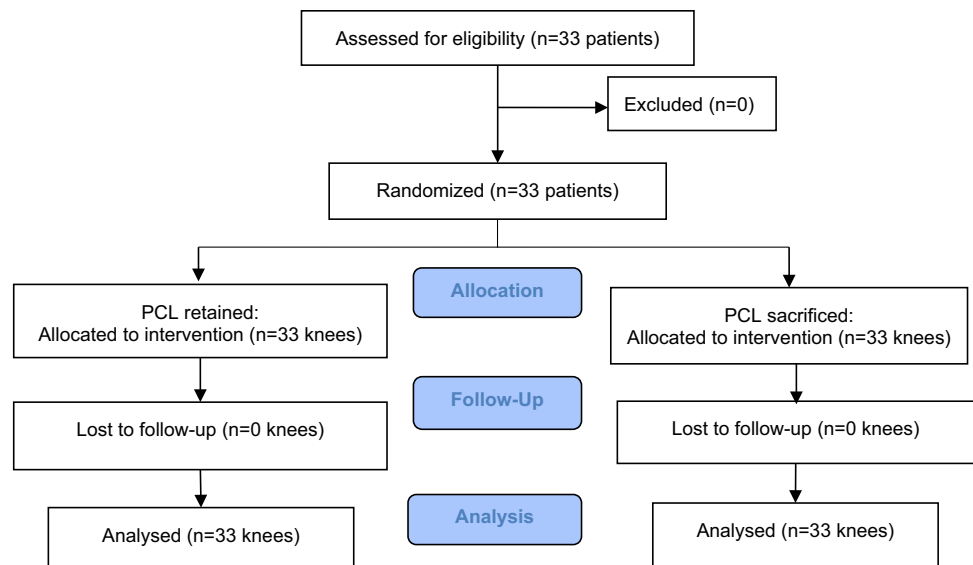 Assessed for eligibility (n=33 patients)
Excluded (n=0)
Randomized (n=33 patients)
Allocation
PCL retained:
Allocated to intervention (n=33 knees)
PCL sacrificed:
Allocated to intervention (n=33 knees)
Follow-Up
Lost to follow-up (n=0 knees)
Lost to follow-up (n=0 knees)
Analysis
Analysed (n=33 knees)
Analysed (n=33 knees)